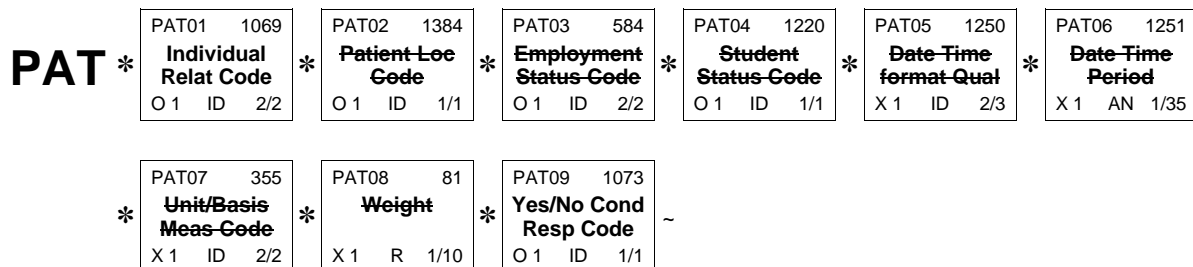 PAT01 1069 PAT02 1384 PAT03 584 PAT04 1220 PAT05 1250 PAT06 1251
PAT * Individual * Patient Loc * Employment * Student * Date Time * Date Time
Relat Code Code Status Code Status Code format Qual Period
O 1 ID 2/2 O 1 ID 1/1 O 1 ID 2/2 O 1 ID 1/1 X 1 ID 2/3 X 1 AN 1/35
PAT07 355 PAT08 81 PAT09 1073
* Unit/Basis * Weight * Yes/No Cond ~
Meas Code Resp Code
X 1 ID 2/2 X 1 R 1/10 O 1 ID 1/1